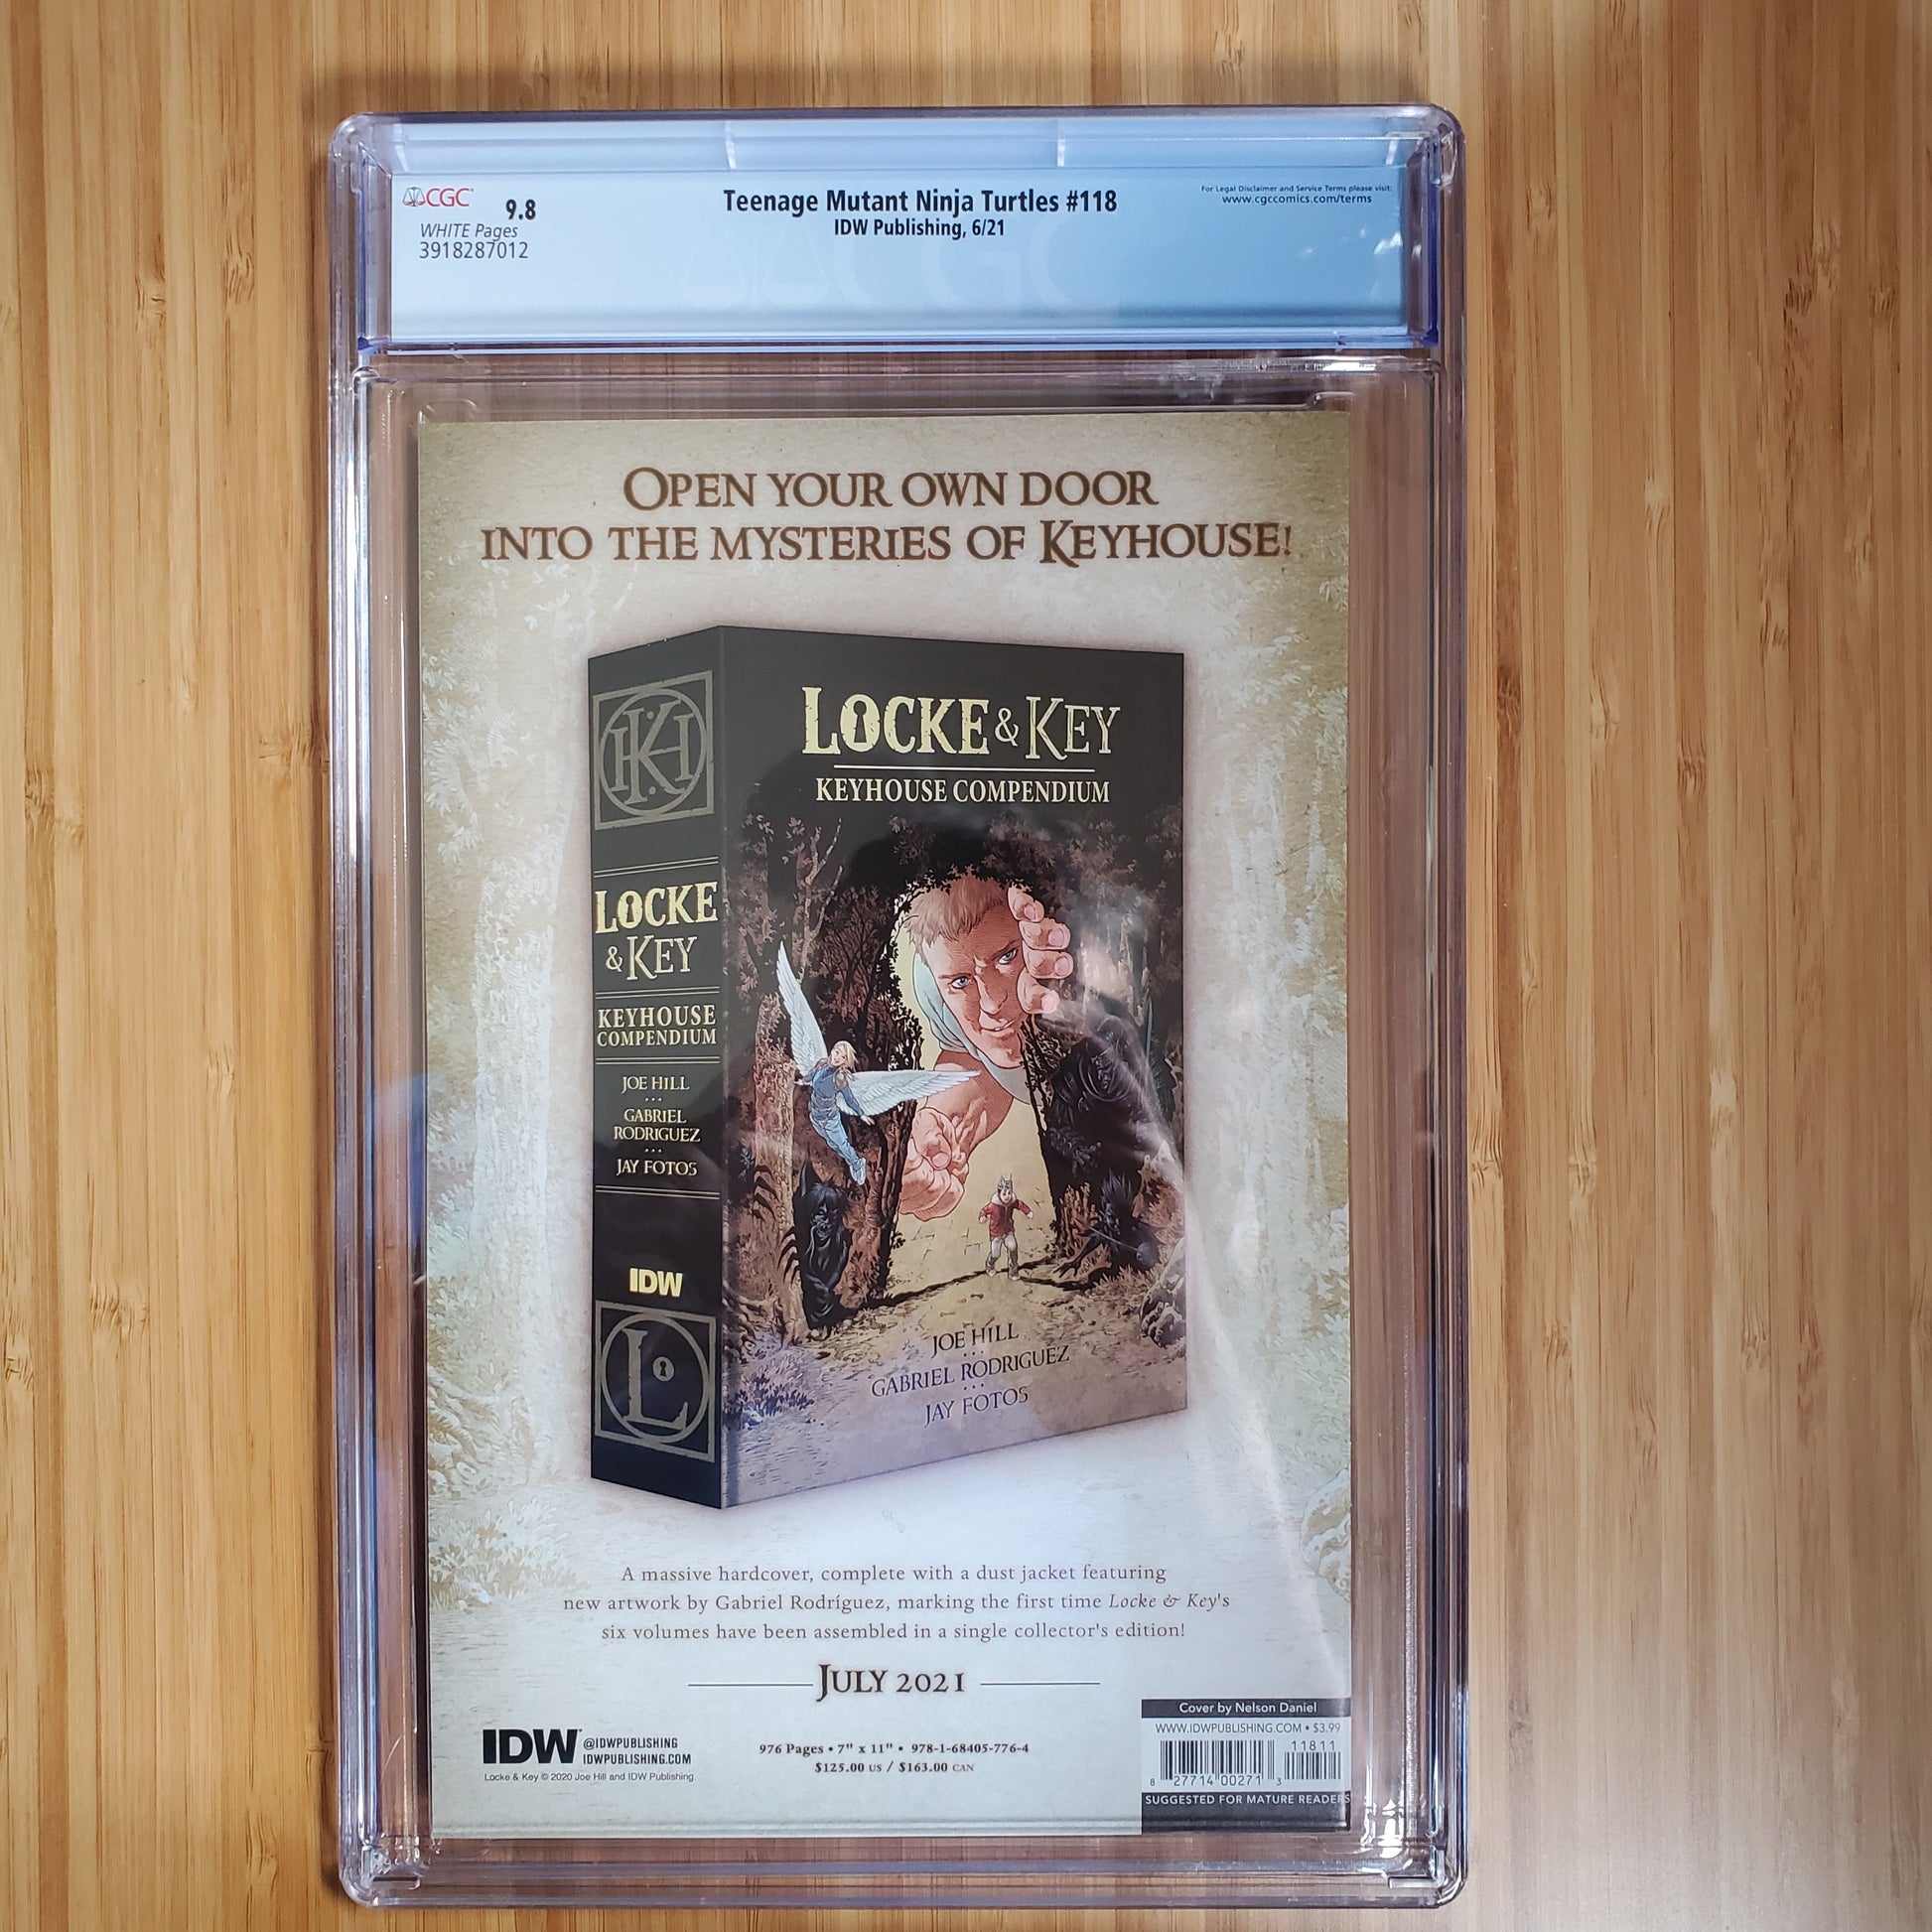 CGC
9.8
WHITE Pages
3918287012
Teenage Mutant Ninja Turtles #118
IDW Publishing, 6/21
For Legal Disclaimer and Service Terms please visit:
www.cgccomics.com/terms
CGC
OPEN YOUR OWN DOOR
INTO THE MYSTERIES OF KEYHOUSE!
KH
LOCKE
& KEY
KEYHOUSE
COMPENDIUM
JOE HILL
...
GABRIEL
RODRIGUEZ
...
JAY FOTOS
IDW
L
LOCKE & KEY
KEYHOUSE COMPENDIUM
JOE HILL
...
GABRIEL RODRIGUEZ
...
JAY FOTOS
A massive hardcover, complete with a dust jacket featuring
new artwork by Gabriel Rodríguez, marking the first time Locke & Key's
six volumes have been assembled in a single collector's edition!
JULY 2021
IDW
@IDWPUBLISHING
IDWPUBLISHING.COM
Locke & Key © 2020 Joe Hill and IDW Publishing
976 Pages • 7" x 11" • 978-1-68405-776-4
$125.00 US / $163.00 CAN
Cover by Nelson Daniel
WWW.IDWPUBLISHING.COM • $3.99
11811
8 27714 00271 3
SUGGESTED FOR MATURE READERS